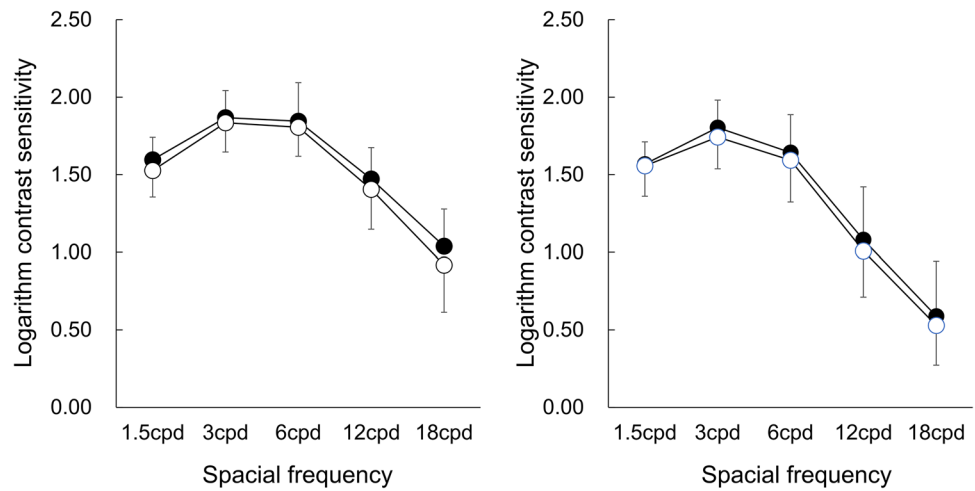 Logarithm contrast sensitivity
2.50
2.00
1.50
1.00
0.50
0.00
1.5cpd 3cpd 6cpd 12cpd 18cpd
Spacial frequency
Logarithm contrast sensitivity
2.50
2.00
1.50
1.00
0.50
0.00
1.5cpd 3cpd 6cpd 12cpd 18cpd
Spacial frequency